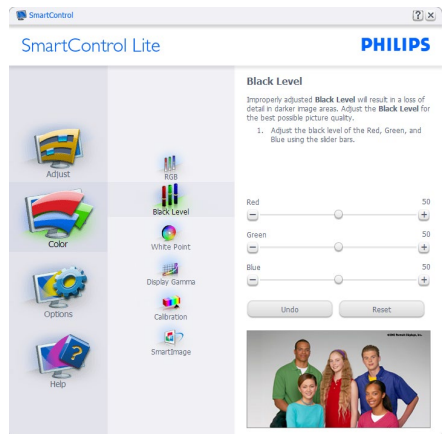 SmartControl
?
SmartControl Lite
PHILIPS
Adjust
Color
Options
Help
RGB
Black Level
White Point
Display Gamma
Calibration
SmartImage
Black Level
Improperly adjusted Black Level will result in a loss of
detail in darker image areas. Adjust the Black Level for
the best possible picture quality.
1. Adjust the black level of the Red, Green, and
Blue using the slider bars.
Red 50
Green 50
Blue 50
Undo Reset